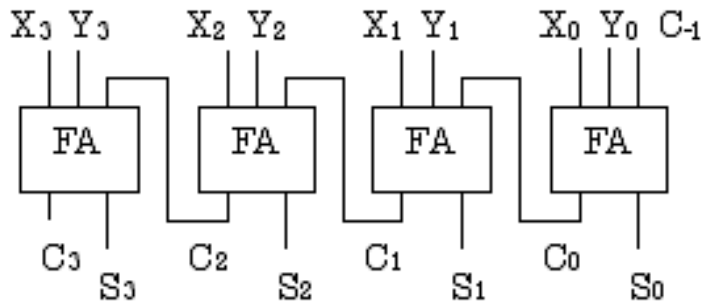 X3 Y3 X2 Y2 X1 Y1 X0 Y0 C-1
FA FA FA FA
C3 C2 C1 C0
S3 S2 S1 S0